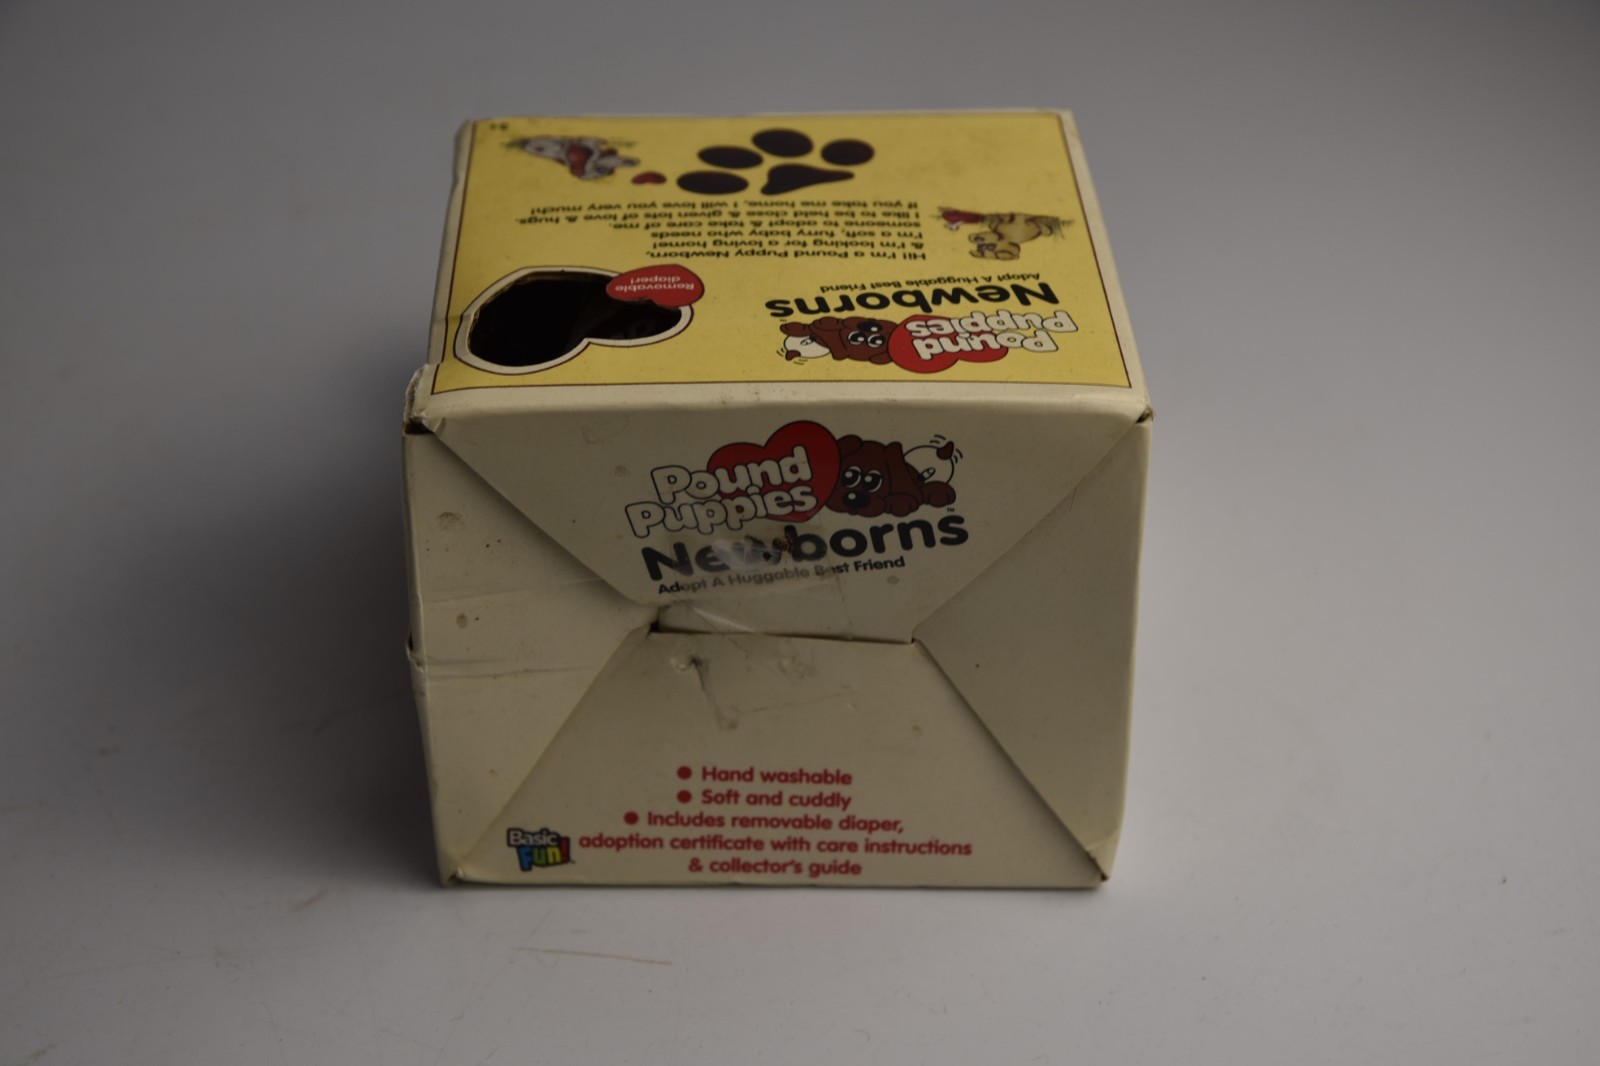 Pound
Puppies
Newborns
Adopt A Huggable Best Friend
Hi! I'm a Pound Puppy Newborn,
& I'm looking for a loving home!
I'm a soft, furry baby who needs
someone to adopt & take care of me.
I like to be held close & given lots of love & hugs.
If you take me home, I will love you very much!
Removable
diaper!
Pound
Puppies
Newborns™
Adopt A Huggable Best Friend
● Hand washable
● Soft and cuddly
● Includes removable diaper,
adoption certificate with care instructions
& collector's guide
Basic
Fun!